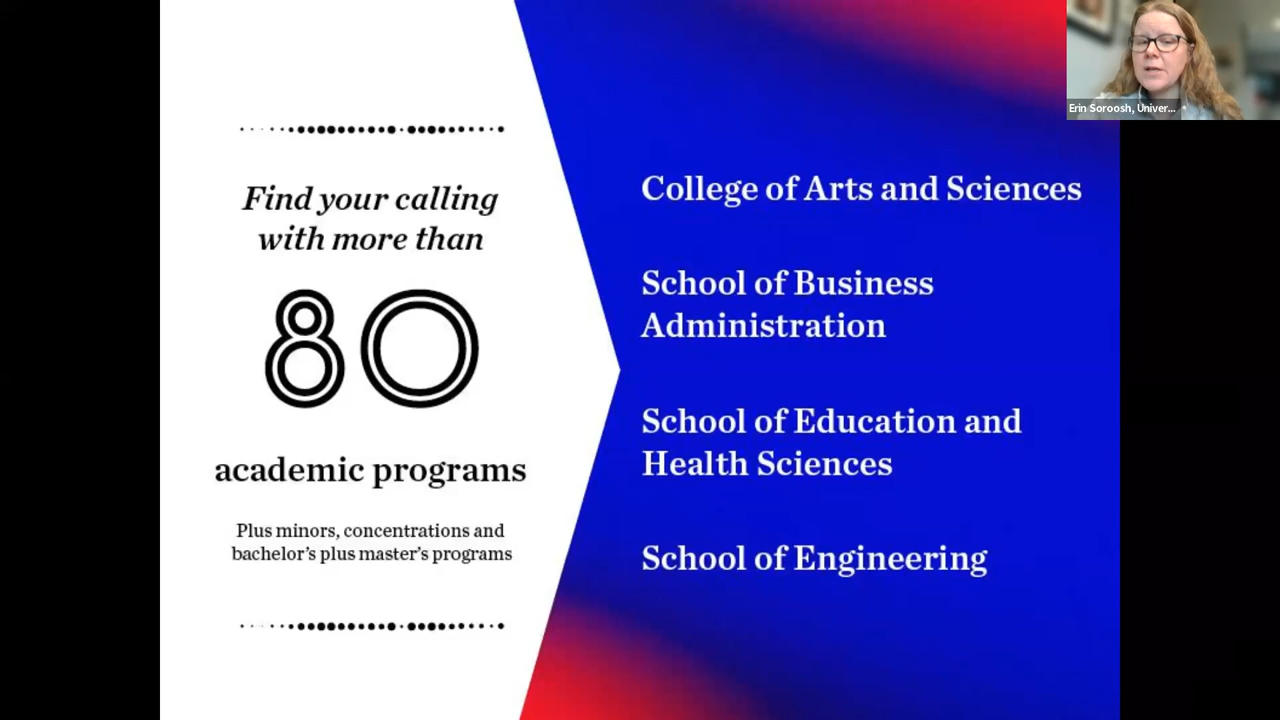 Find your calling
with more than
80
academic programs
Plus minors, concentrations and
bachelor's plus master's programs
College of Arts and Sciences
School of Business
Administration
School of Education and
Health Sciences
School of Engineering
Erin Soroosh, Univer...